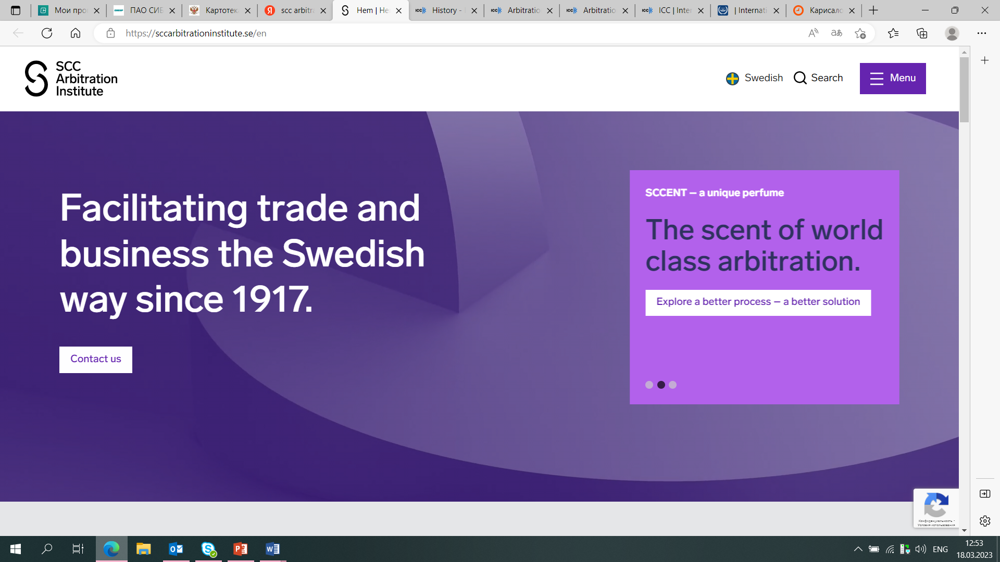 Мои про
ПАО СИБ
Картотек
scc arbitra
Hem | He
History -
Arbitratio
Arbitratio
ICC | Inter
| Internati
Карисало
https://sccarbitrationinstitute.se/en
SCC
Arbitration
Institute
Swedish
Search
Menu
Facilitating trade and
business the Swedish
way since 1917.
Contact us
SCCENT – a unique perfume
The scent of world
class arbitration.
Explore a better process – a better solution
Конфиденциальность -
Условия использования
ENG
12:53
18.03.2023